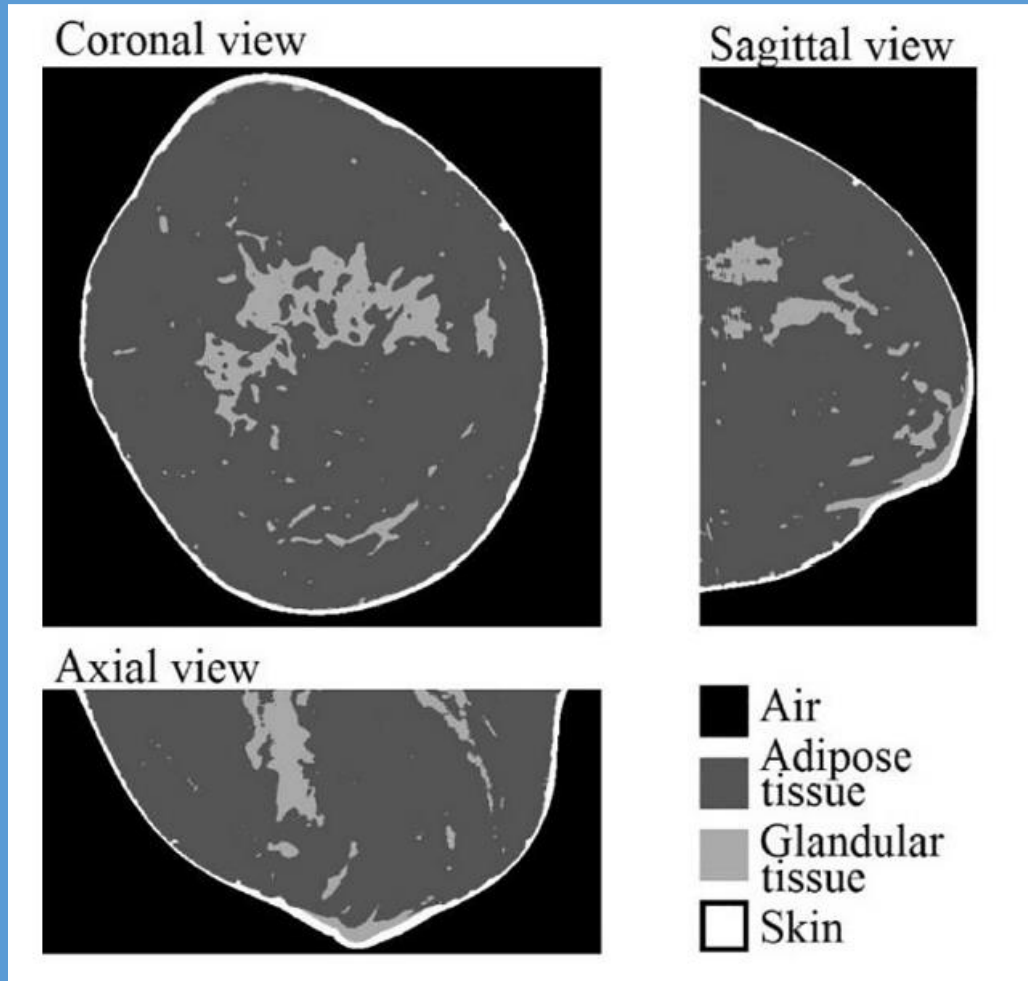 Coronal view
Sagittal view
Axial view
Air
Adipose
tissue
Glandular
tissue
Skin